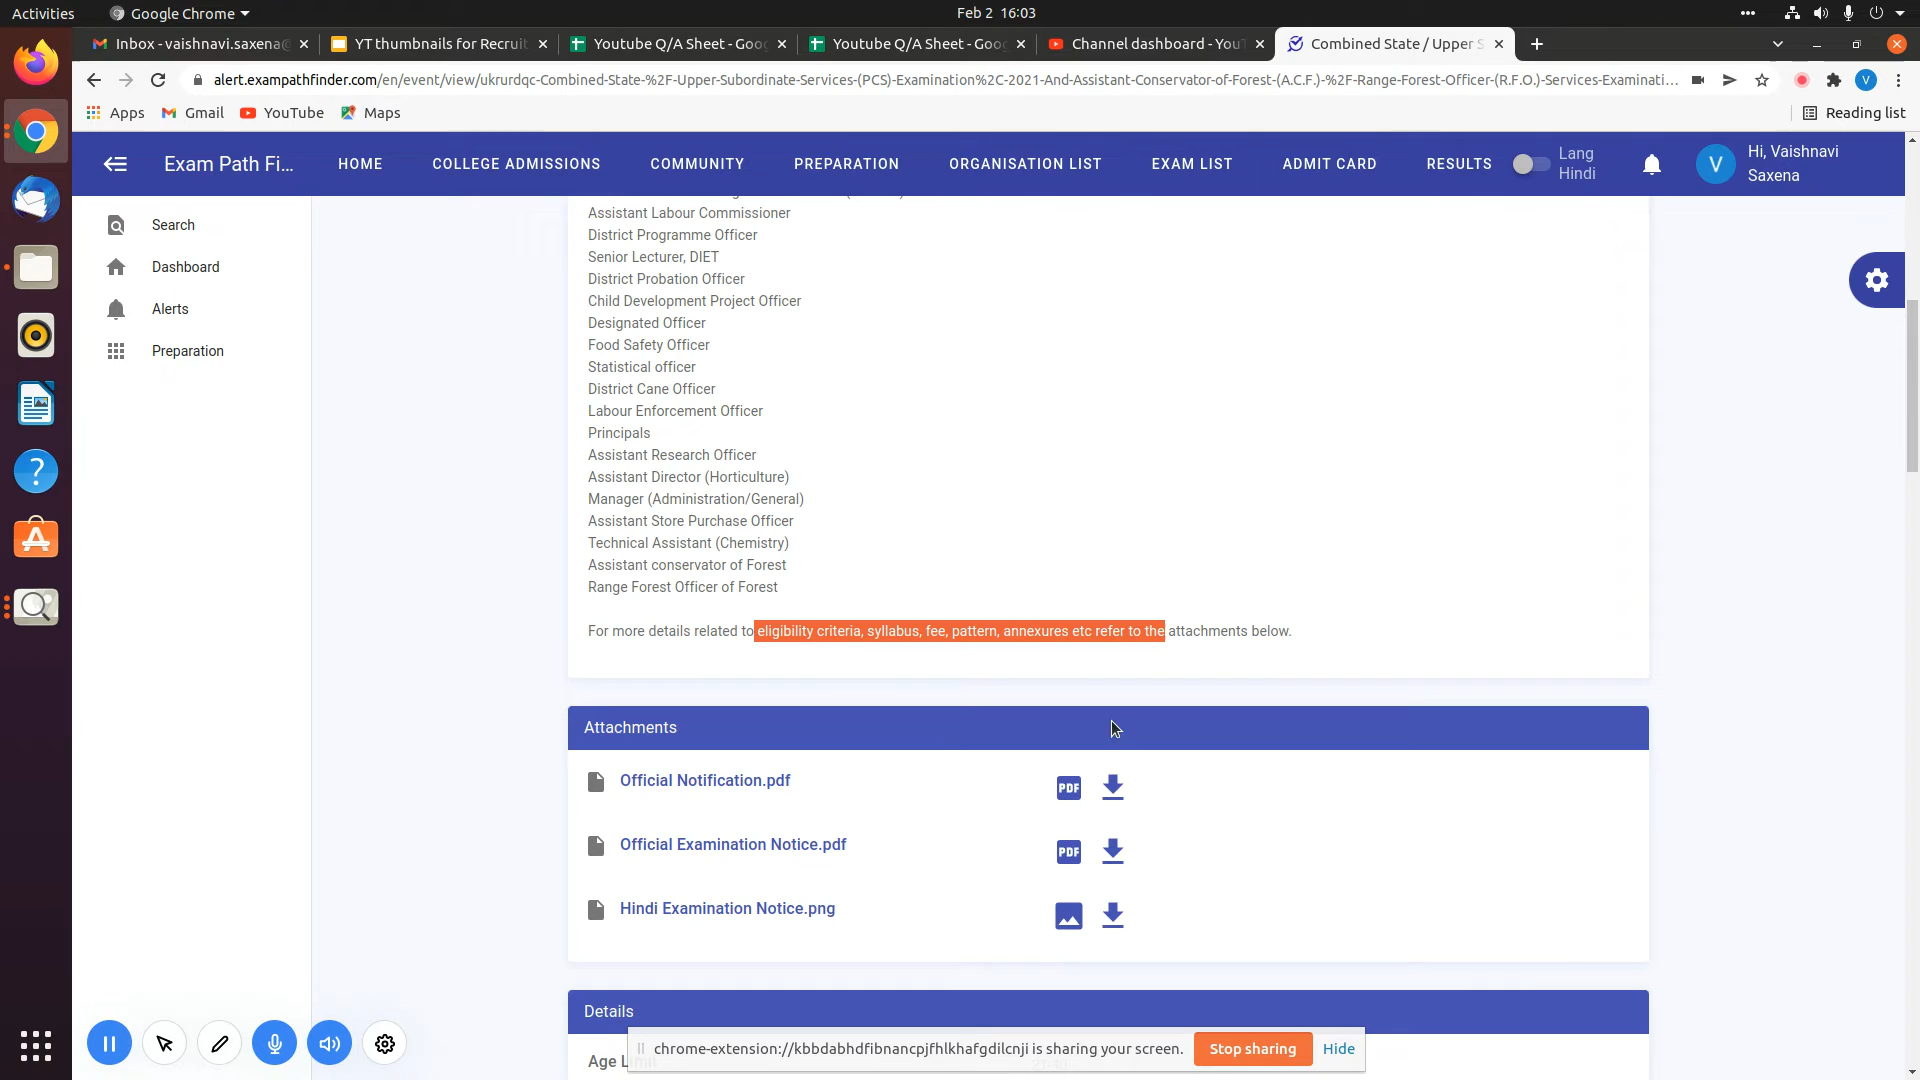 Activities
Google Chrome
Feb 2 16:03
Inbox - vaishnavi.saxena@
YT thumbnails for Recruit
Youtube Q/A Sheet - Goog
Youtube Q/A Sheet - Goog
Channel dashboard - YouT
Combined State / Upper S
alert.exampathfinder.com/en/event/view/ukrurdqc-Combined-State-%2F-Upper-Subordinate-Services-(PCS)-Examination%2C-2021-And-Assistant-Conservator-of-Forest-(A.C.F.)-%2F-Range-Forest-Officer-(R.F.O.)-Services-Examinati...
V
Apps
Gmail
YouTube
Maps
Reading list
Exam Path Fi...
HOME
COLLEGE ADMISSIONS
COMMUNITY
PREPARATION
ORGANISATION LIST
EXAM LIST
ADMIT CARD
RESULTS
Lang
Hindi
V
Hi, Vaishnavi
Saxena
Search
Dashboard
Alerts
Preparation
Assistant Labour Commissioner
District Programme Officer
Senior Lecturer, DIET
District Probation Officer
Child Development Project Officer
Designated Officer
Food Safety Officer
Statistical officer
District Cane Officer
Labour Enforcement Officer
Principals
Assistant Research Officer
Assistant Director (Horticulture)
Manager (Administration/General)
Assistant Store Purchase Officer
Technical Assistant (Chemistry)
Assistant conservator of Forest
Range Forest Officer of Forest
For more details related to eligibility criteria, syllabus, fee, pattern, annexures etc refer to the attachments below.
Attachments
Official Notification.pdf
PDF
Official Examination Notice.pdf
PDF
Hindi Examination Notice.png
Details
Age Limit
chrome-extension://kbbdabhdfibnancpjfhlkhafgdilcnji is sharing your screen.
Stop sharing
Hide